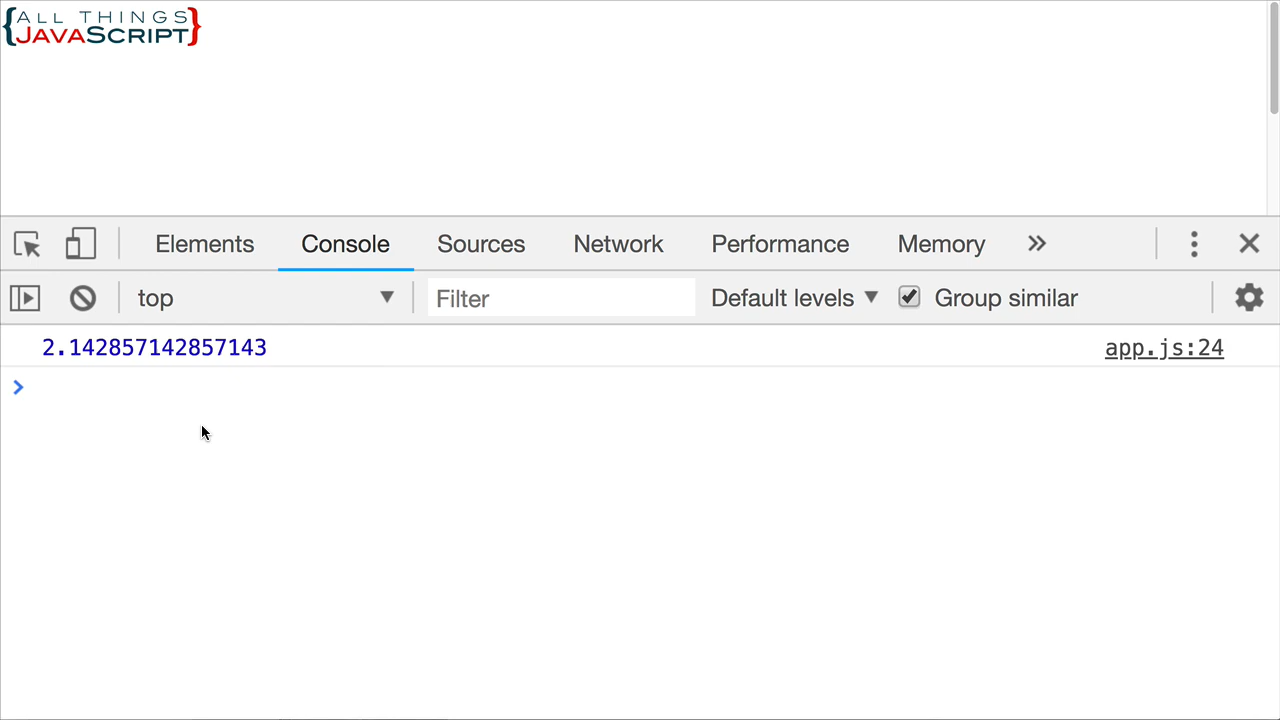 {ALL THINGS
JAVASCRIPT}
Elements Console Sources Network Performance Memory »
top Filter Default levels Group similar
2.142857142857143 app.js:24
>